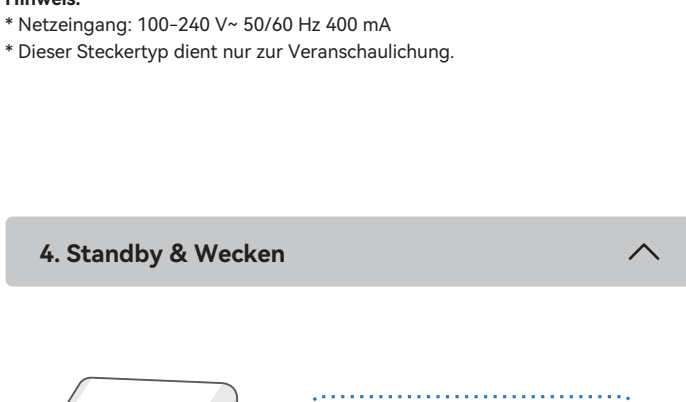 Hinweis:
* Netzeingang: 100-240 V~ 50/60 Hz 400 mA
* Dieser Steckertyp dient nur zur Veranschaulichung.
4. Standby & Wecken